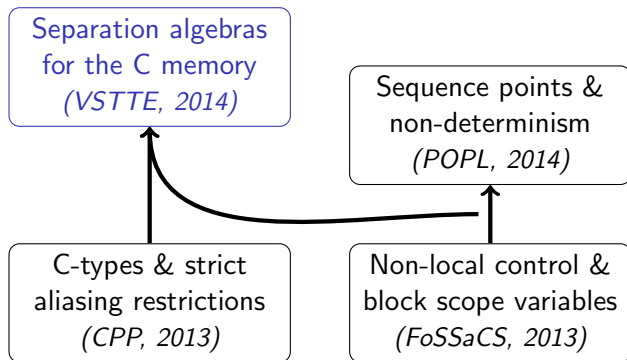 Separation algebras
for the C memory
(VSTTE, 2014)
Sequence points &
non-determinism
(POPL, 2014)
C-types & strict
aliasing restrictions
(CPP, 2013)
Non-local control &
block scope variables
(FoSSaCS, 2013)